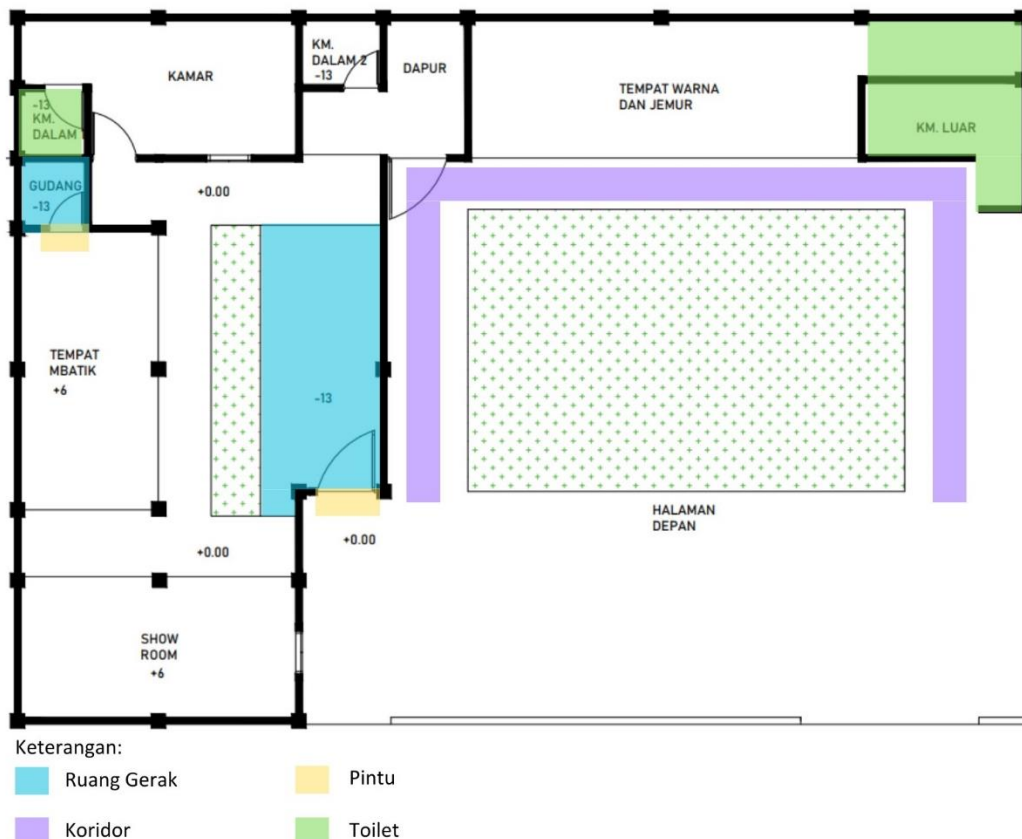 KM.
DALAM 2
-13
KAMAR
DAPUR
TEMPAT WARNA
DAN JEMUR
-13
KM.
DALAM
KM. LUAR
GUDANG
-13
+0.00
TEMPAT
MBATIK
+6
-13
HALAMAN
DEPAN
+0.00
+0.00
SHOW
ROOM
+6
Keterangan:
Ruang Gerak
Pintu
Koridor
Toilet